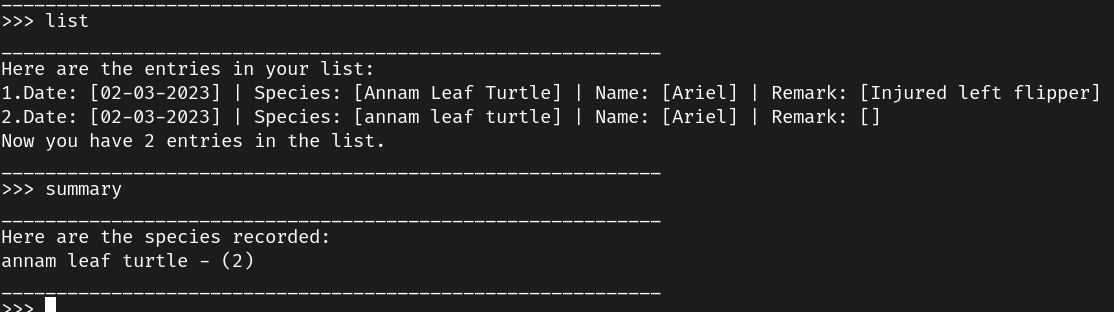 ____________________________________________________________
>>> list
____________________________________________________________
Here are the entries in your list:
1.Date: [02-03-2023] | Species: [Annam Leaf Turtle] | Name: [Ariel] | Remark: [Injured left flipper]
2.Date: [02-03-2023] | Species: [annam leaf turtle] | Name: [Ariel] | Remark: []
Now you have 2 entries in the list.
____________________________________________________________
>>> summary
____________________________________________________________
Here are the species recorded:
annam leaf turtle - (2)
____________________________________________________________
>>>